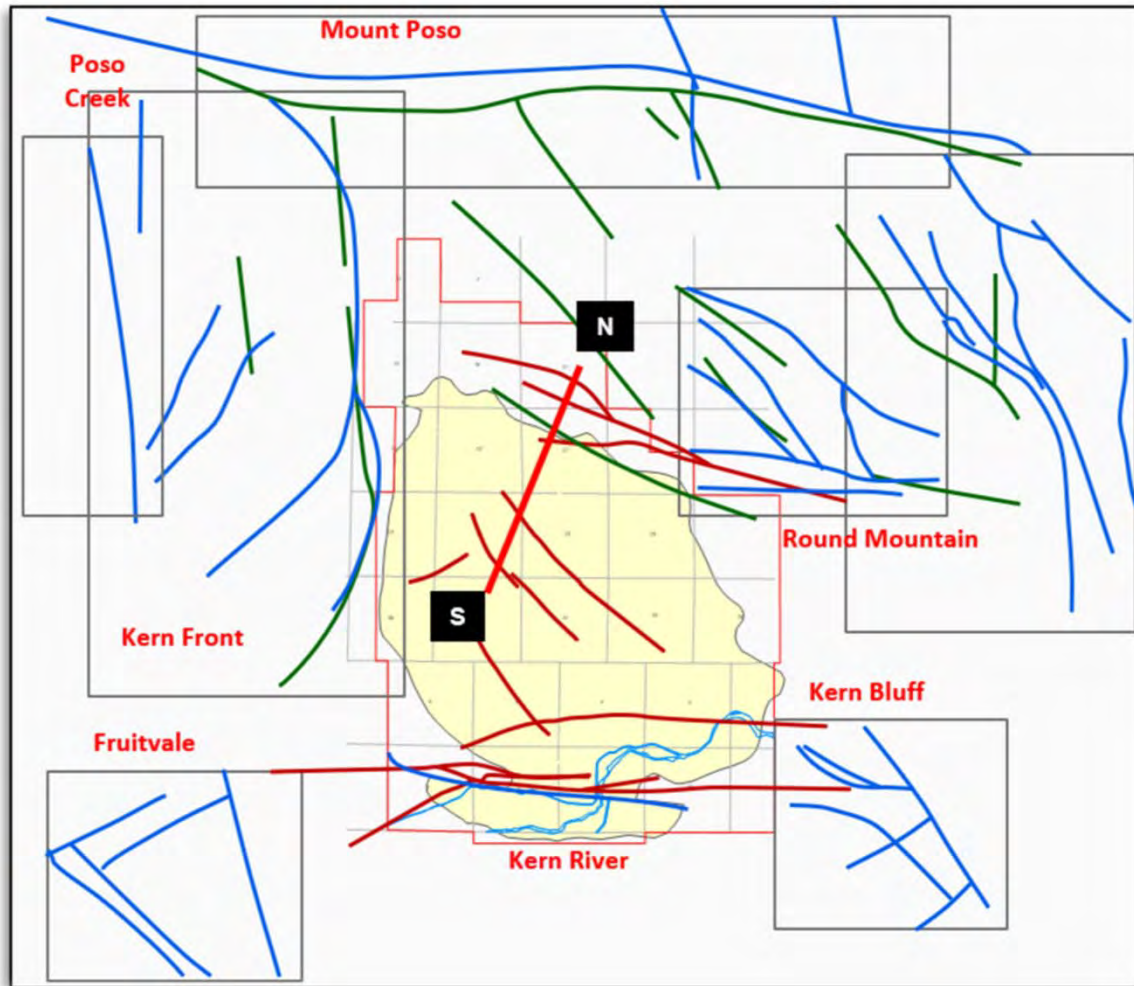 Mount Poso
Poso
Creek
N
Round Mountain
S
Kern Front
Kern Bluff
Fruitvale
Kern River